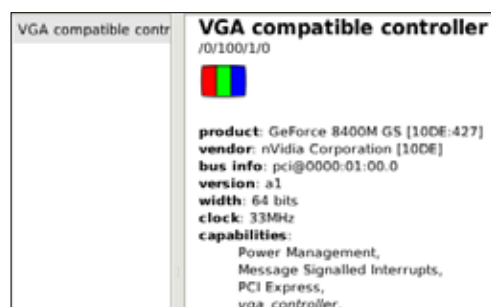 VGA compatible contr
VGA compatible controller
/0/100/1/0
product: GeForce 8400M GS [10DE:427]
vendor: nVidia Corporation [10DE]
bus info: pci@0000:01:00.0
version: a1
width: 64 bits
clock: 33MHz
capabilities:
Power Management,
Message Signalled Interrupts,
PCI Express,
vga_controller,